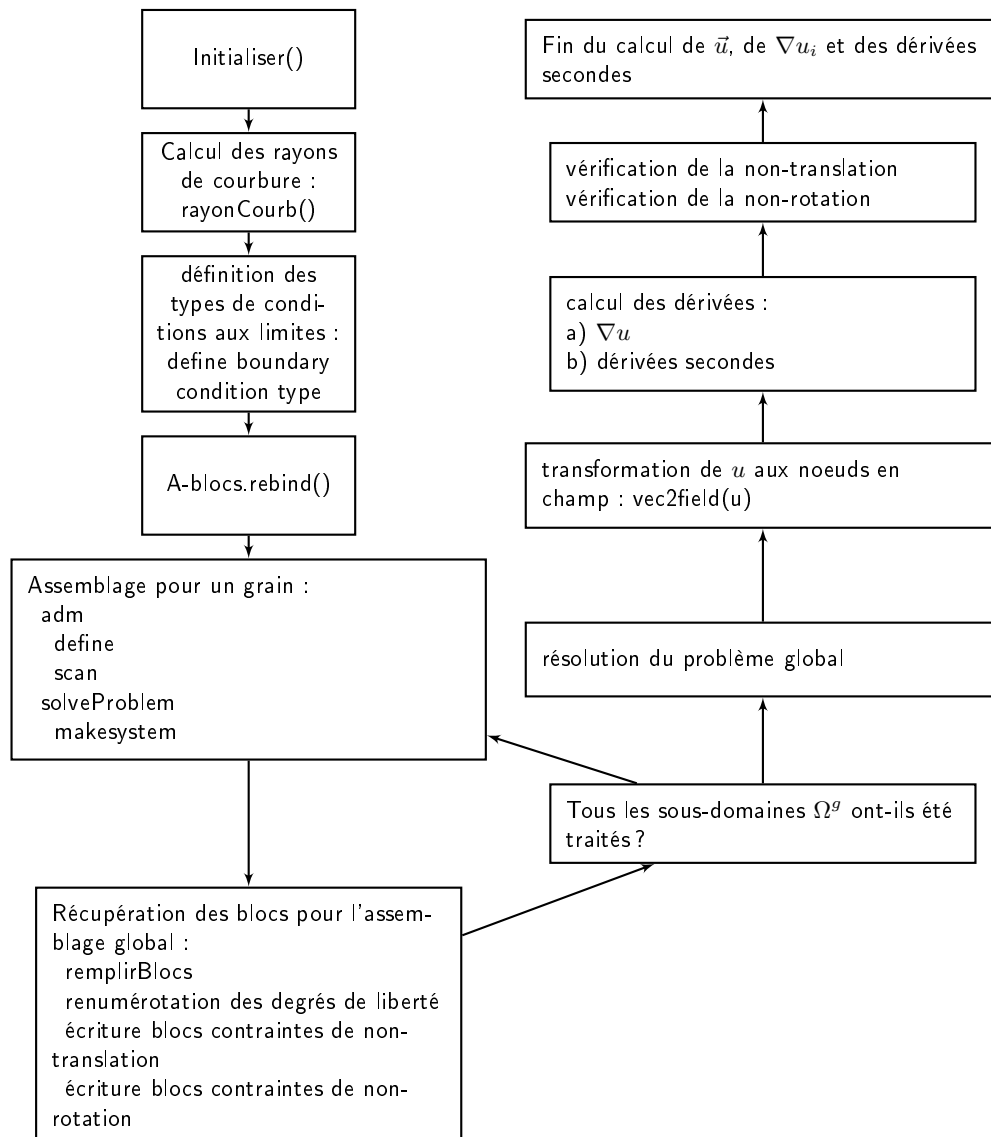 Initialiser()
Calcul des rayons
de courbure :
rayonCourb()
définition des
types de condi-
tions aux limites :
define boundary
condition type
A-blocs.rebind()
Assemblage pour un grain :
adm
define
scan
solveProblem
makesystem
Récupération des blocs pour l'assem-
blage global :
remplirBlocs
renumérotation des degrés de liberté
écriture blocs contraintes de non-
translation
écriture blocs contraintes de non-
rotation
Tous les sous-domaines Ω^g ont-ils été
traités ?
résolution du problème global
transformation de u aux noeuds en
champ : vec2field(u)
calcul des dérivées :
a) ∇u
b) dérivées secondes
vérification de la non-translation
vérification de la non-rotation
Fin du calcul de u⃗, de ∇u_i et des dérivées
secondes